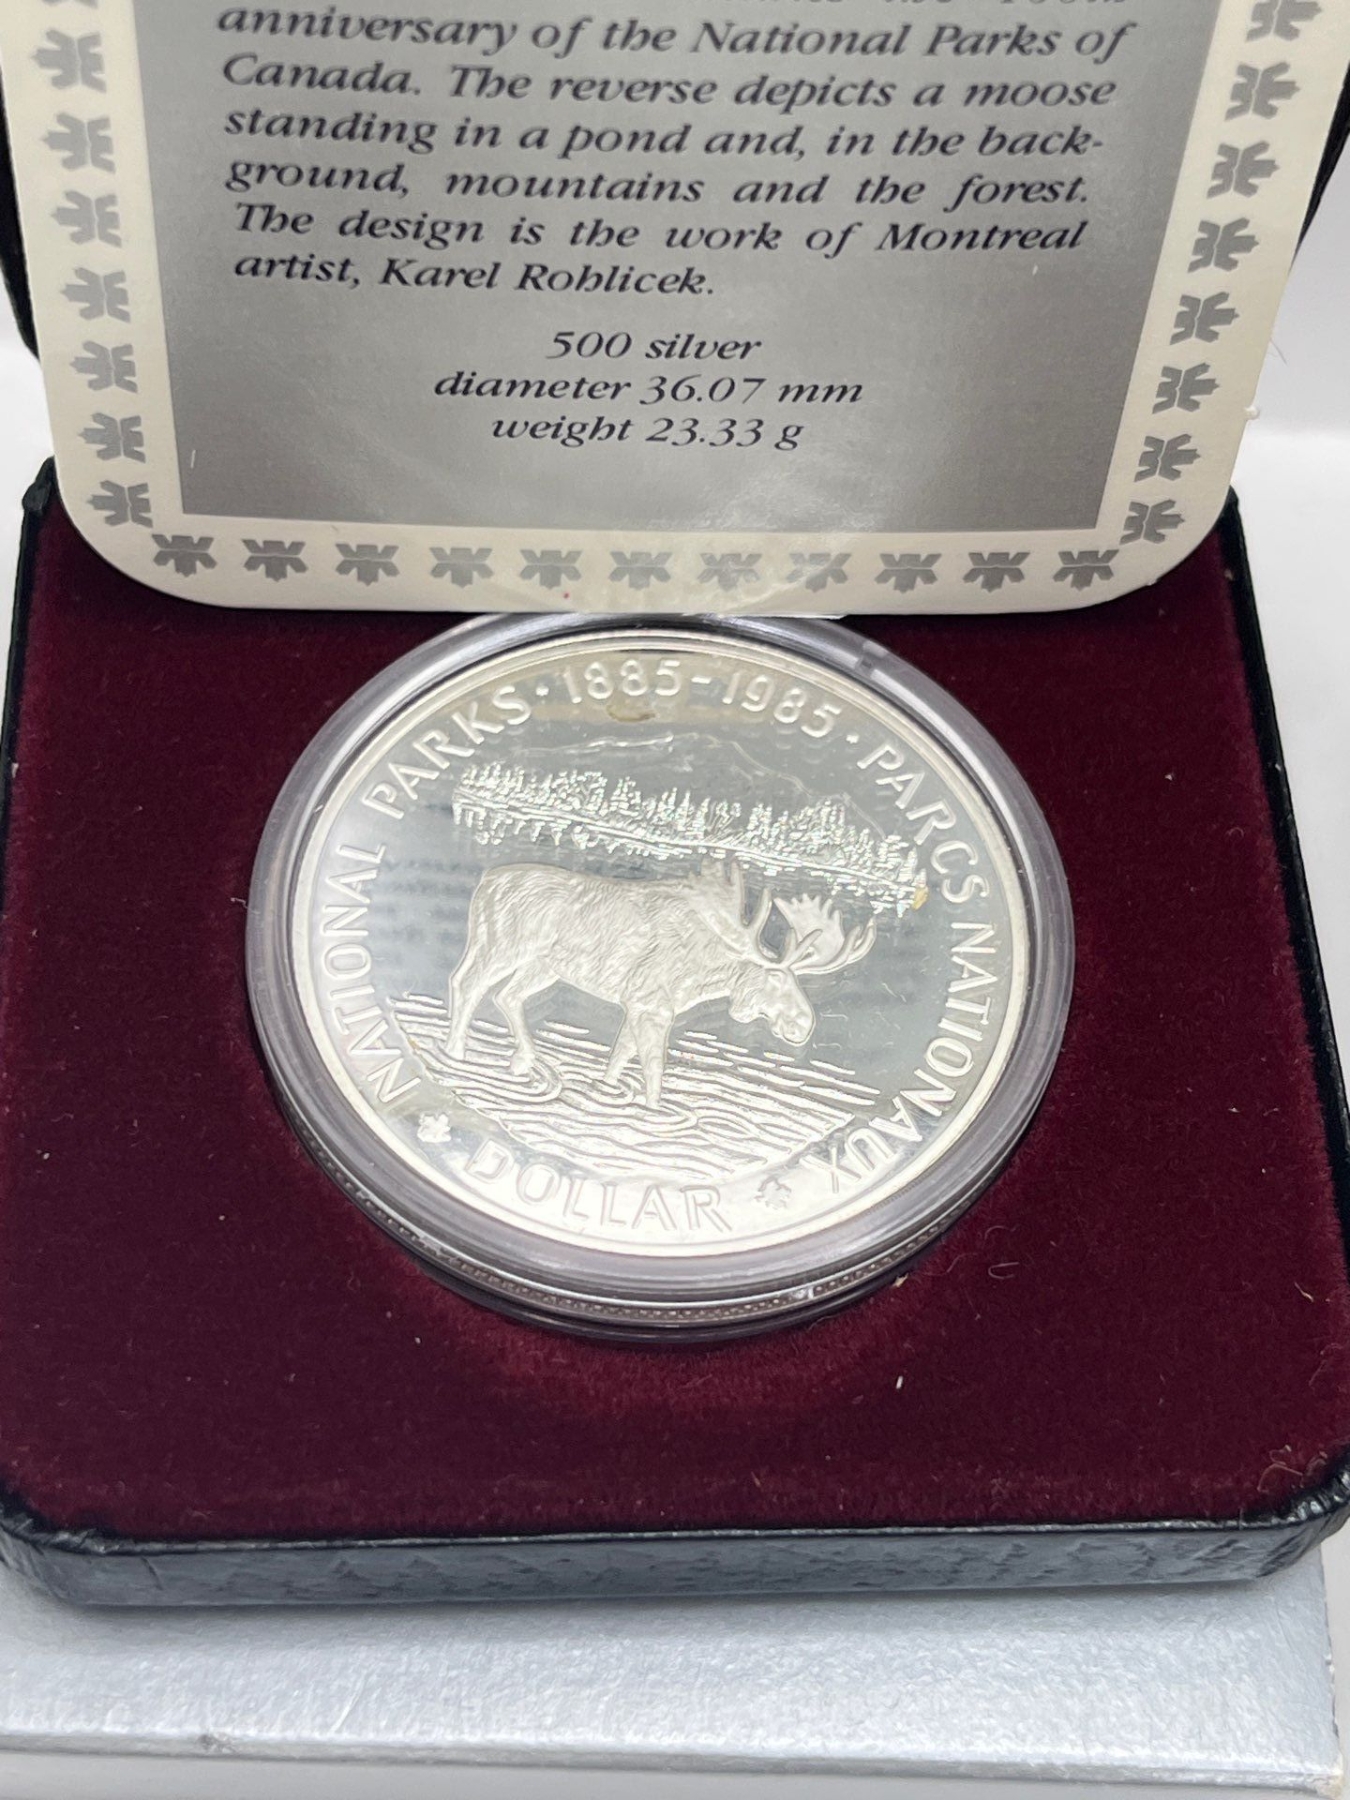 anniversary of the National Parks of
Canada. The reverse depicts a moose
standing in a pond and, in the back-
ground, mountains and the forest.
The design is the work of Montreal
artist, Karel Rohlicek.
500 silver
diameter 36.07 mm
weight 23.33 g
NATIONAL PARKS · 1885-1985 · PARCS NATIONAUX
DOLLAR